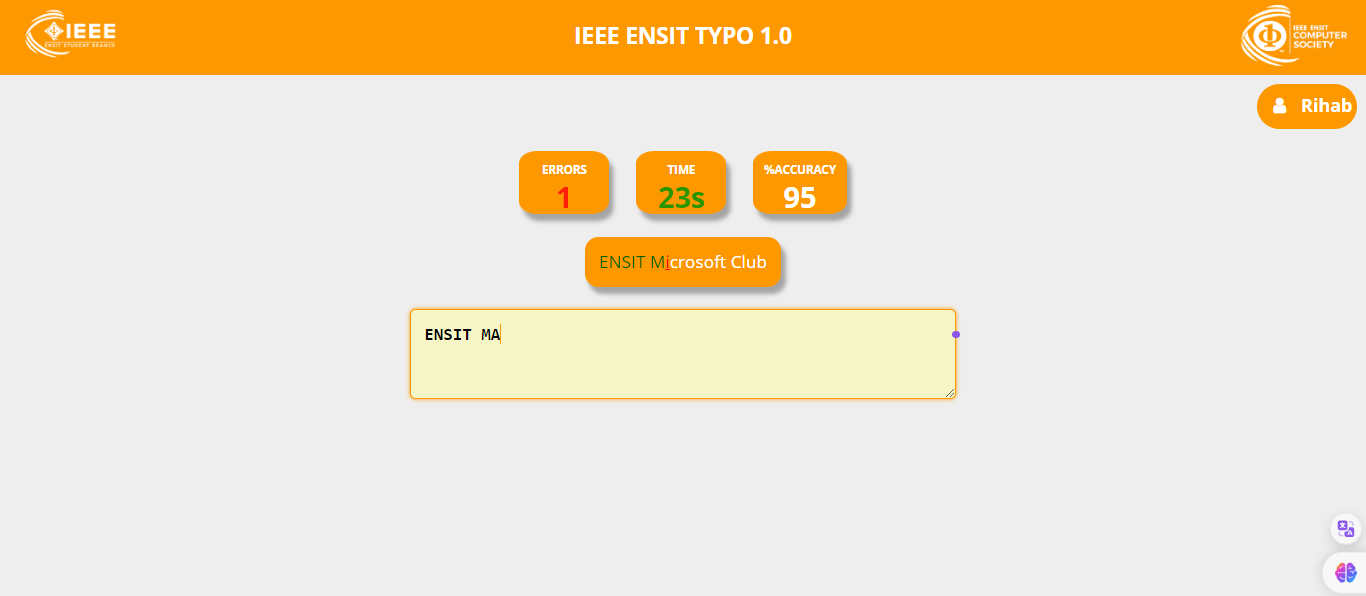 IEEE
ENSIT STUDENT BRANCH
IEEE ENSIT TYPO 1.0
IEEE ENSIT
COMPUTER
SOCIETY
Rihab
ERRORS
1
TIME
23s
%ACCURACY
95
ENSIT Microsoft Club
ENSIT MA